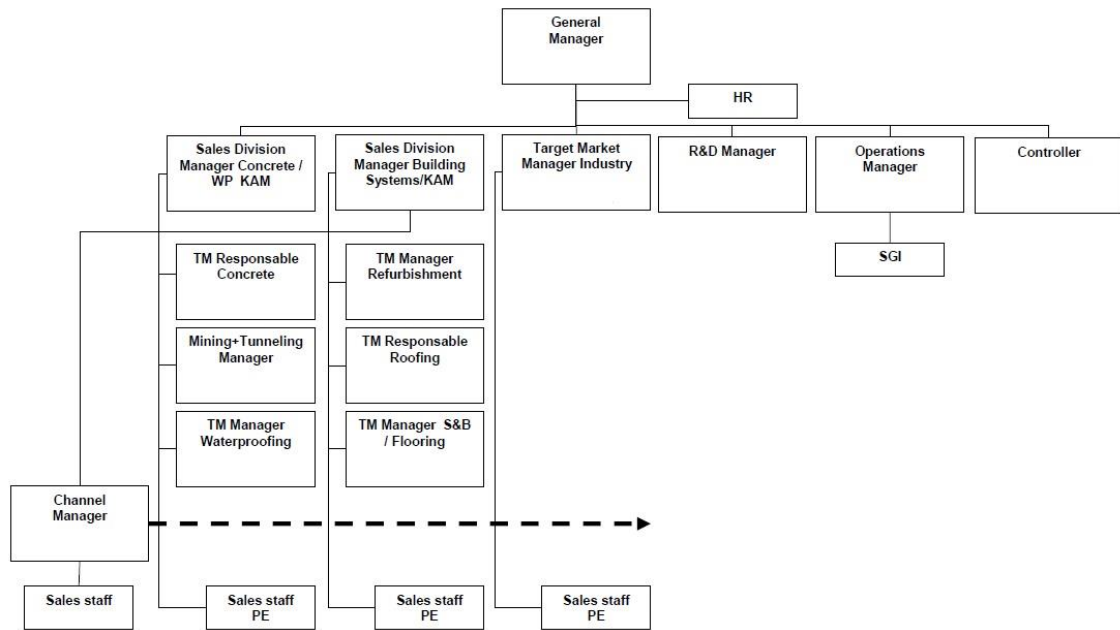 General
Manager
HR
Sales Division
Manager Concrete /
WP KAM
Sales Division
Manager Building
Systems/KAM
Target Market
Manager Industry
R&D Manager
Operations
Manager
Controller
SGI
TM Responsable
Concrete
TM Manager
Refurbishment
Mining+Tunneling
Manager
TM Responsable
Roofing
TM Manager
Waterproofing
TM Manager S&B
/ Flooring
Channel
Manager
Sales staff
Sales staff
PE
Sales staff
PE
Sales staff
PE